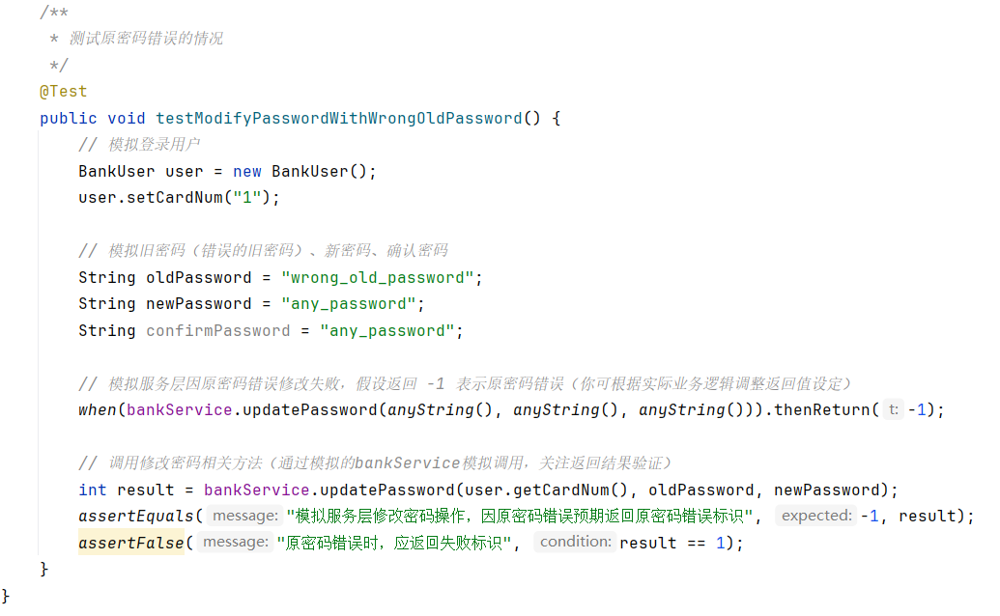 /**
 * 测试原密码错误的情况
 */
@Test
public void testModifyPasswordWithWrongOldPassword() {
    // 模拟登录用户
    BankUser user = new BankUser();
    user.setCardNum("1");

    // 模拟旧密码（错误的旧密码）、新密码、确认密码
    String oldPassword = "wrong_old_password";
    String newPassword = "any_password";
    String confirmPassword = "any_password";

    // 模拟服务层因原密码错误修改失败，假设返回 -1 表示原密码错误（你可根据实际业务逻辑调整返回值设定）
    when(bankService.updatePassword(anyString(), anyString(), anyString())).thenReturn( t: -1);

    // 调用修改密码相关方法（通过模拟的bankService模拟调用，关注返回结果验证）
    int result = bankService.updatePassword(user.getCardNum(), oldPassword, newPassword);
    assertEquals( message: "模拟服务层修改密码操作，因原密码错误预期返回原密码错误标识", expected: -1, result);
    assertFalse( message: "原密码错误时，应返回失败标识", condition: result == 1);
}
}